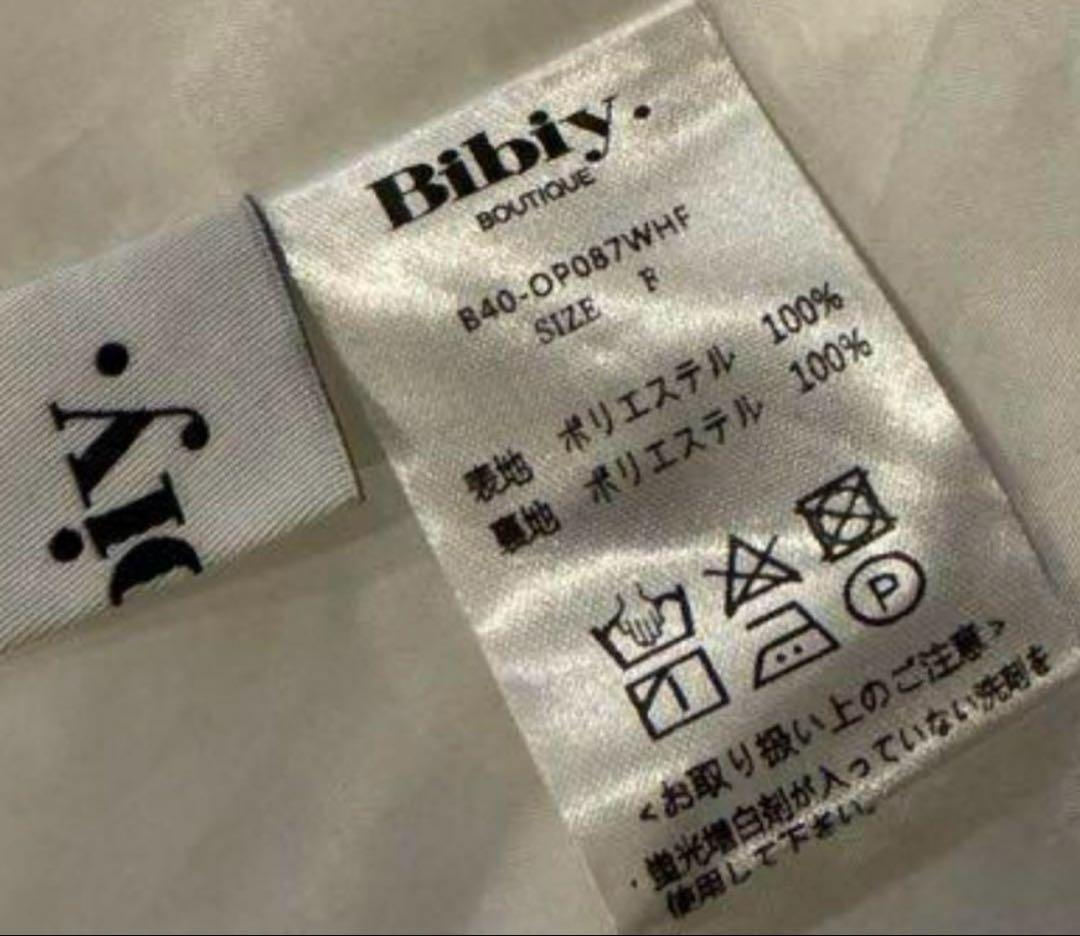 Bibiy.
BOUTIQUE
B40-OP087WHF
SIZE F
表地 ポリエステル 100%
裏地 ポリエステル 100%
P
<お取り扱い上のご注意>
・蛍光増白剤が入っていない洗剤を
使用して下さい。
iy.